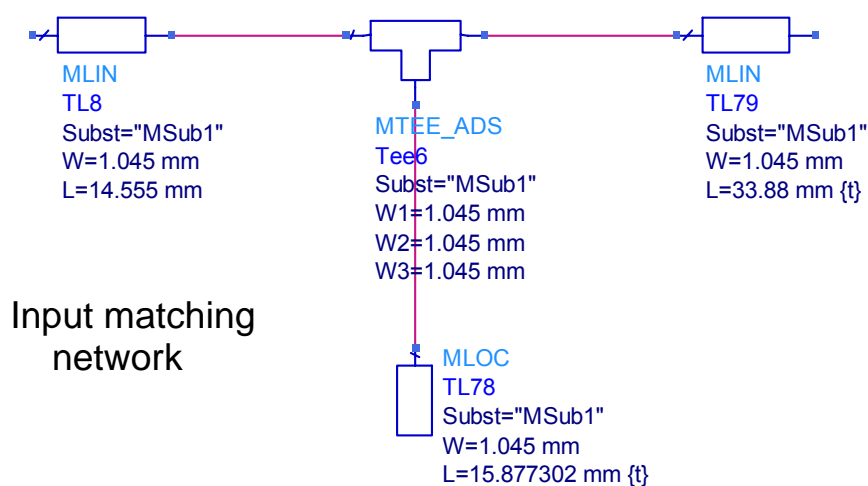 MLIN
TL8
Subst="MSub1"
W=1.045 mm
L=14.555 mm
MTEE_ADS
Tee6
Subst="MSub1"
W1=1.045 mm
W2=1.045 mm
W3=1.045 mm
MLIN
TL79
Subst="MSub1"
W=1.045 mm
L=33.88 mm {t}
Input matching
network
MLOC
TL78
Subst="MSub1"
W=1.045 mm
L=15.877302 mm {t}